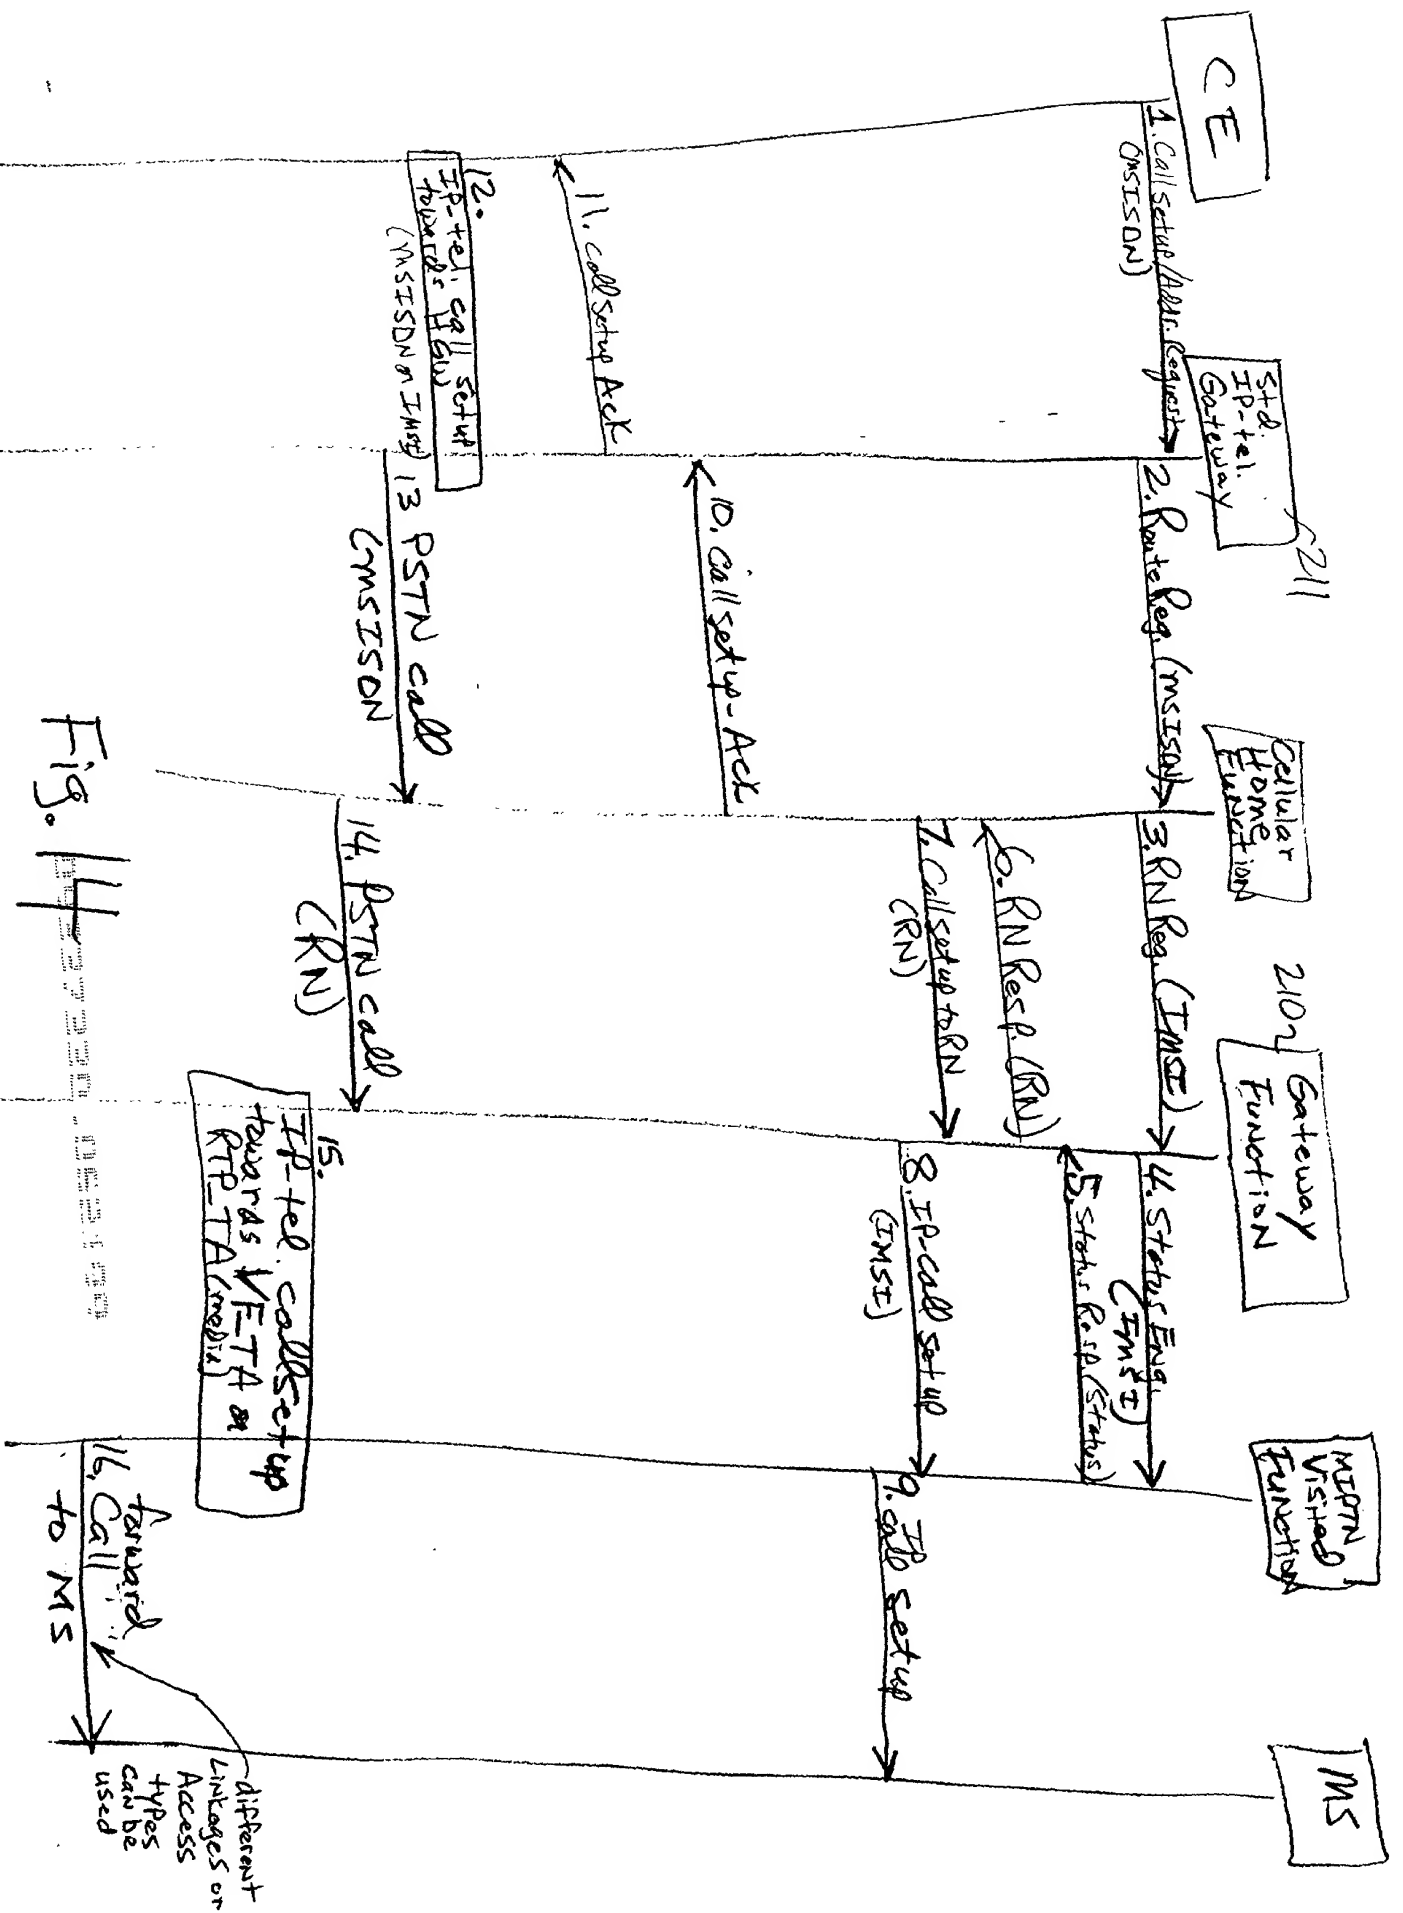 CE
Std.
IP-tel.
Gateway
211
Cellular
Home
Function
210
Gateway
Function
MIPTN
Visited
Function
MS
1. Call setup/Addr. Request
(MSISDN)
2. Route Req. (MSISDN)
3. RN Req. (IMSI)
4. Status Enq.
(IMSI)
5. Status Resp. (Status)
6. RN Resp. (RN)
7. Call setup to RN
(RN)
8. IP-call setup
(IMSI)
9. IP
call setup
10. call setup-Ack
11. call setup Ack
12.
IP-tel. call setup
towards HGW
(MSISDN or IMSI)
13 PSTN call
(MSISDN)
14. PSTN call
(RN)
15.
IP-tel. call setup
towards VETA or
RTP_TA (media)
forward
16. Call
to MS
different
Linkages or
Access
types
can be
used
Fig. 14